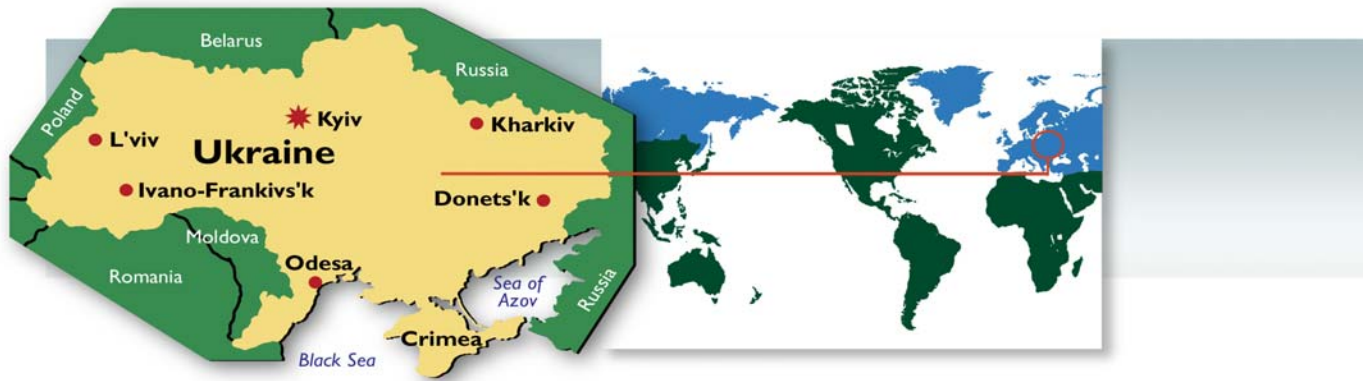 Belarus
Russia
Poland
Kyiv
Kharkiv
L'viv
Ukraine
Ivano-Frankivs'k
Donets'k
Moldova
Romania
Odesa
Sea of
Azov
Russia
Crimea
Black Sea